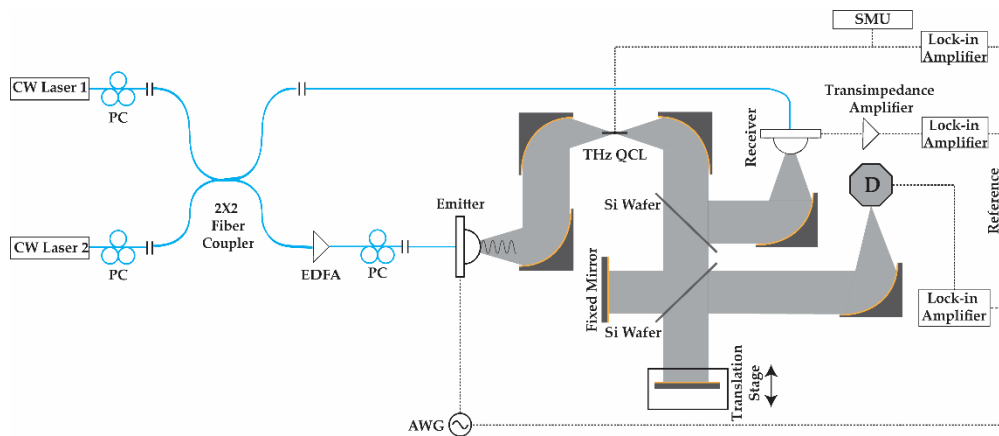 SMU
Lock-in
Amplifier
CW Laser 1
PC
Transimpedance
Amplifier
Lock-in
Amplifier
Receiver
THz QCL
D
Reference
Si Wafer
Emitter
2X2
Fiber
Coupler
CW Laser 2
PC
EDFA
PC
Fixed Mirror
Si Wafer
Lock-in
Amplifier
Translation
Stage
AWG